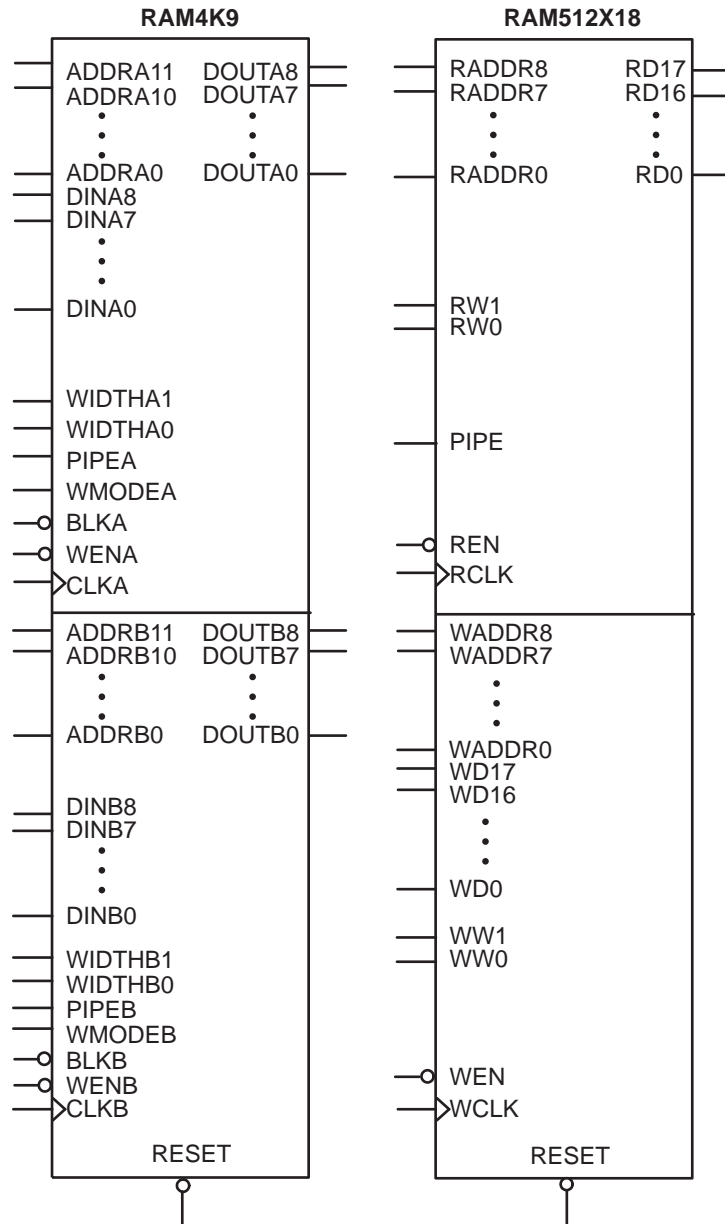 RAM4K9
ADDRA11 DOUTA8
ADDRA10 DOUTA7
ADDRA0 DOUTA0
DINA8
DINA7
DINA0
WIDTHA1
WIDTHA0
PIPEA
WMODEA
BLKA
WENA
CLKA
ADDRB11 DOUTB8
ADDRB10 DOUTB7
ADDRB0 DOUTB0
DINB8
DINB7
DINB0
WIDTHB1
WIDTHB0
PIPEB
WMODEB
BLKB
WENB
CLKB
RESET
RAM512X18
RADDR8 RD17
RADDR7 RD16
RADDR0 RD0
RW1
RW0
PIPE
REN
RCLK
WADDR8
WADDR7
WADDR0
WD17
WD16
WD0
WW1
WW0
WEN
WCLK
RESET